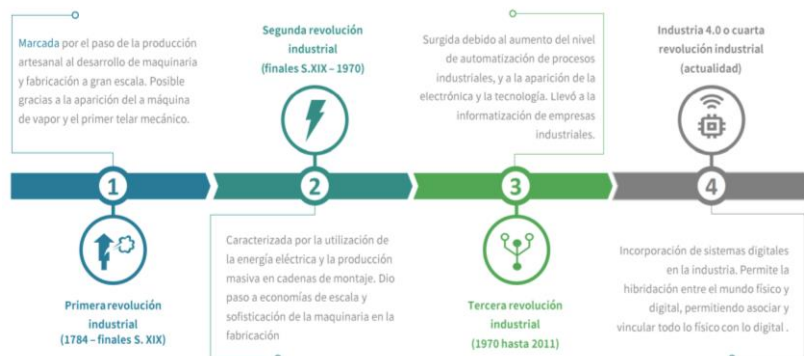 Marcada por el paso de la producción
artesanal al desarrollo de maquinaria
y fabricación a gran escala. Posible
gracias a la aparición del a máquina
de vapor y el primer telar mecánico.
1
Primera revolución
industrial
(1784 – finales S. XIX)
Segunda revolución
industrial
(finales S.XIX – 1970)
2
Caracterizada por la utilización de
la energía eléctrica y la producción
masiva en cadenas de montaje. Dio
paso a economías de escala y
sofisticación de la maquinaria en la
fabricación
Surgida debido al aumento del nivel
de automatización de procesos
industriales, y a la aparición de la
electrónica y la tecnología. Llevó a la
informatización de empresas
industriales.
3
Tercera revolución
industrial
(1970 hasta 2011)
Industria 4.0 o cuarta
revolución industrial
(actualidad)
4
Incorporación de sistemas digitales
en la industria. Permite la
hibridación entre el mundo físico y
digital, permitiendo asociar y
vincular todo lo físico con lo digital .